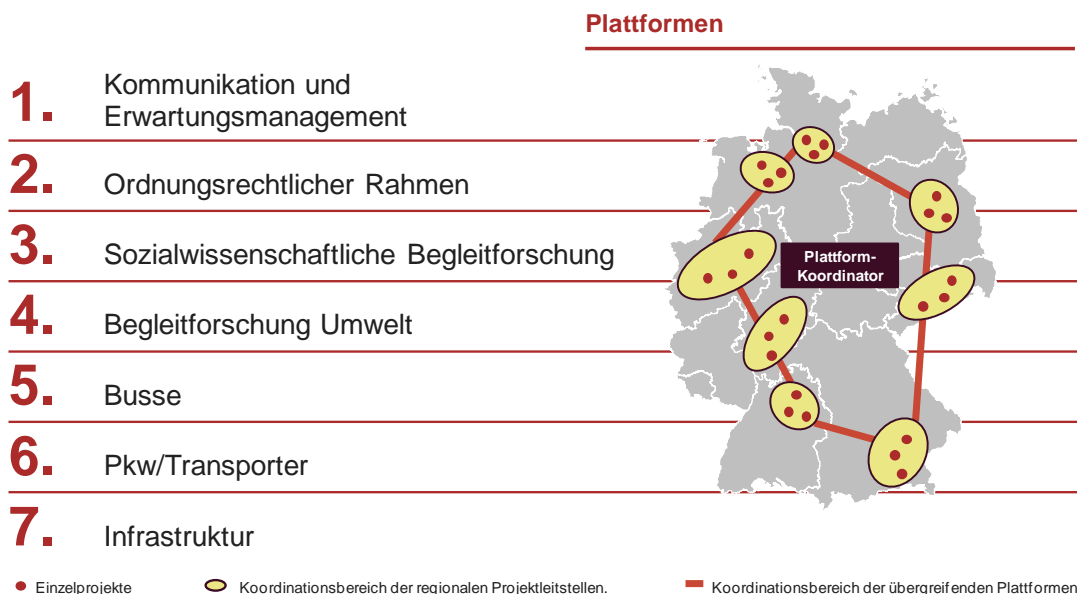 Plattformen
1. Kommunikation und
Erwartungsmanagement
2. Ordnungsrechtlicher Rahmen
3. Sozialwissenschaftliche Begleitforschung
4. Begleitforschung Umwelt
5. Busse
6. Pkw/Transporter
7. Infrastruktur
Plattform-
Koordinator
Einzelprojekte
Koordinationsbereich der regionalen Projektleitstellen.
Koordinationsbereich der übergreifenden Plattformen